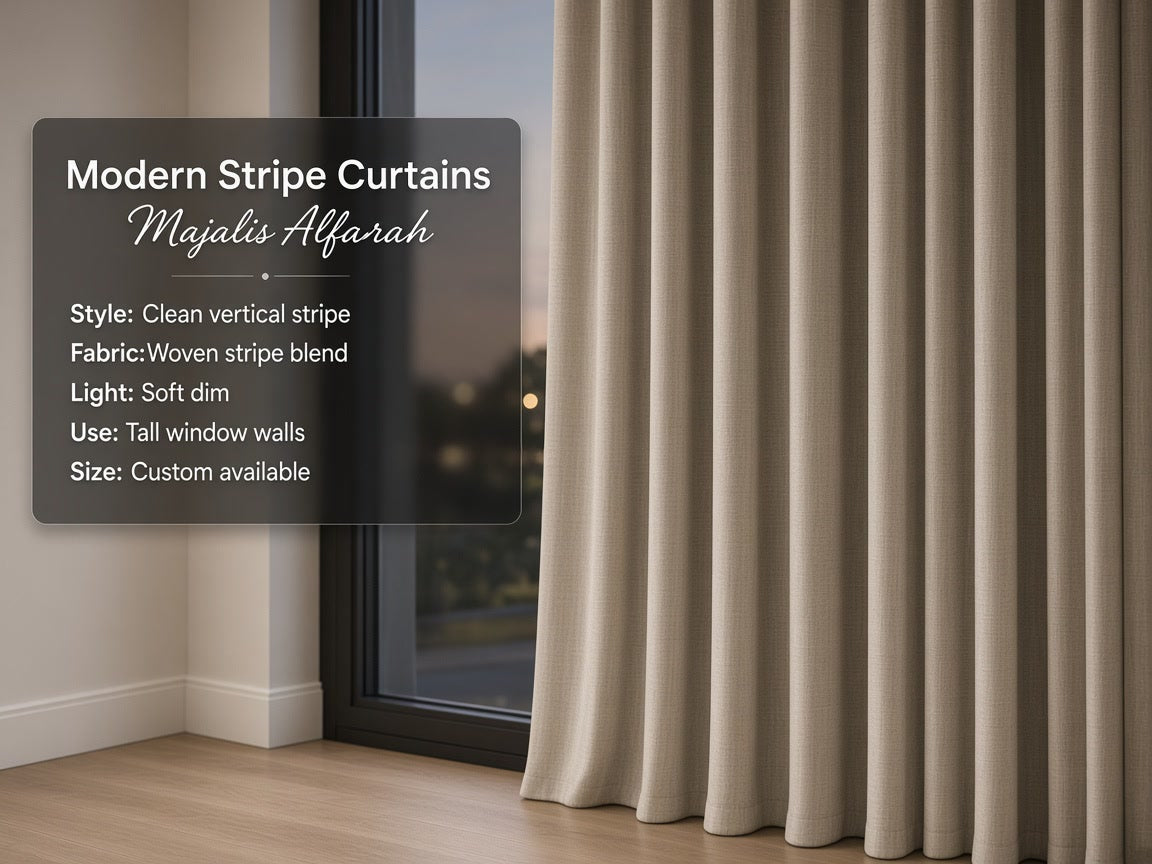 Modern Stripe Curtains
Majalis Alfarah
Style: Clean vertical stripe
Fabric:Woven stripe blend
Light: Soft dim
Use: Tall window walls
Size: Custom available